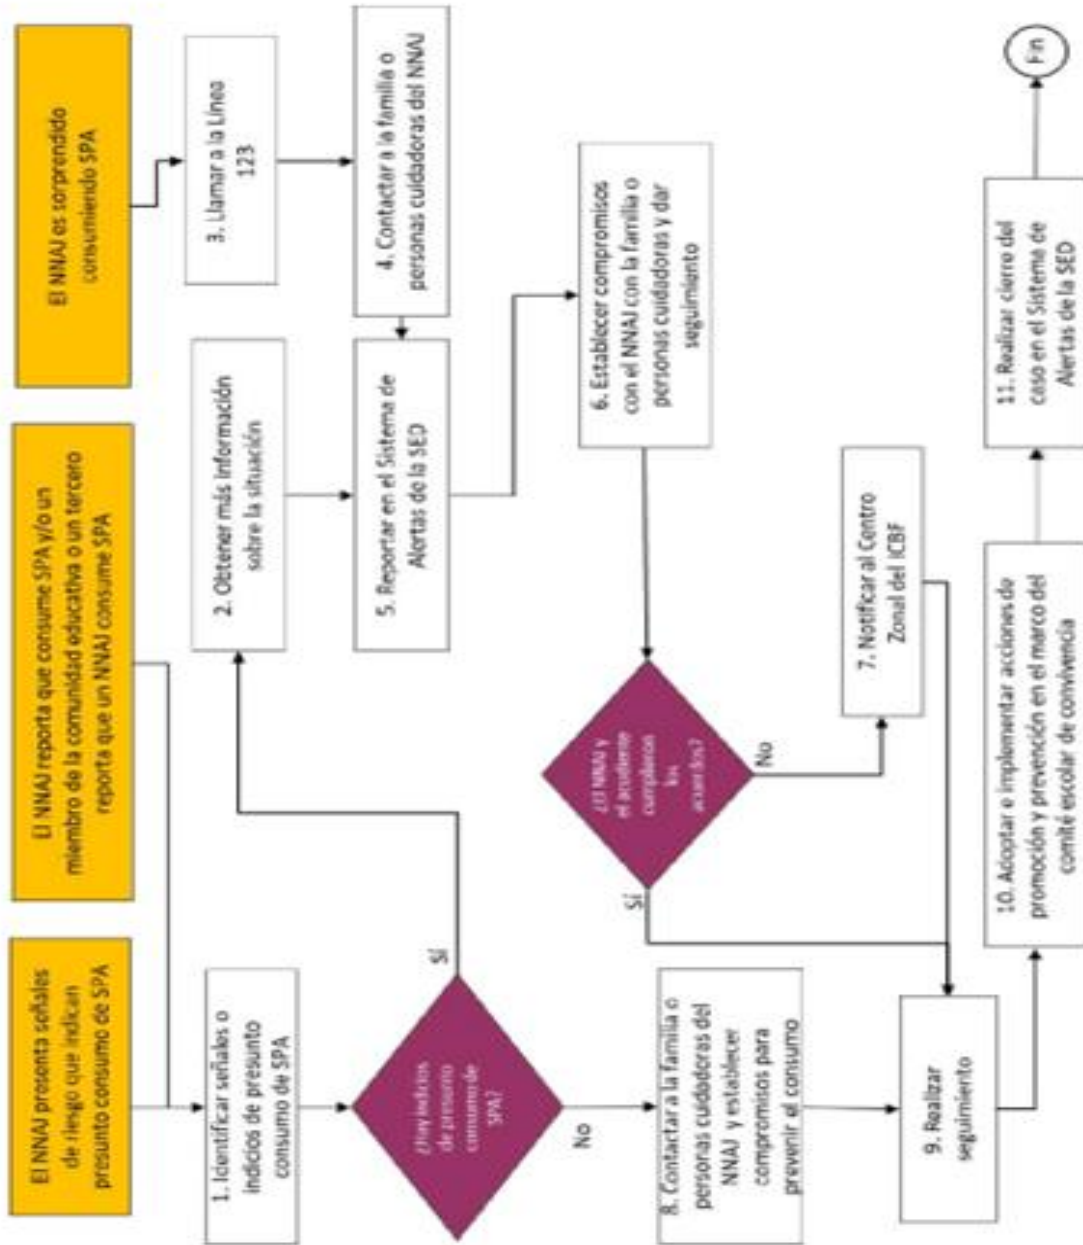 El NNAJ presenta señales
de riesgo que indican
presunto consumo de SPA
El NNAJ reporta que consume SPA y/o un
miembro de la comunidad educativa o un tercero
reporta que un NNAJ consume SPA
El NNAJ es sorprendido
consumiendo SPA
1. Identificar señales o
indicios de presunto
consumo de SPA
2. Obtener más información
sobre la situación
3. Llamar a la Línea
123
¿Hay indicios
de presunto
consumo de
SPA?
Sí
No
5. Reportar en el Sistema de
Alertas de la SED
4. Contactar a la familia o
personas cuidadoras del NNAJ
8. Contactar a la familia o
personas cuidadoras del
NNAJ y establecer
compromisos para
prevenir el consumo
¿El NNAJ y
el acudiente
cumplieron
los
acuerdos?
Sí
No
6. Establecer compromisos
con el NNAJ con la familia o
personas cuidadoras y dar
seguimiento
9. Realizar
seguimiento
7. Notificar al Centro
Zonal del ICBF
10. Adoptar e implementar acciones de
promoción y prevención en el marco del
comité escolar de convivencia
11. Realizar cierre del
caso en el Sistema de
Alertas de la SED
Fin